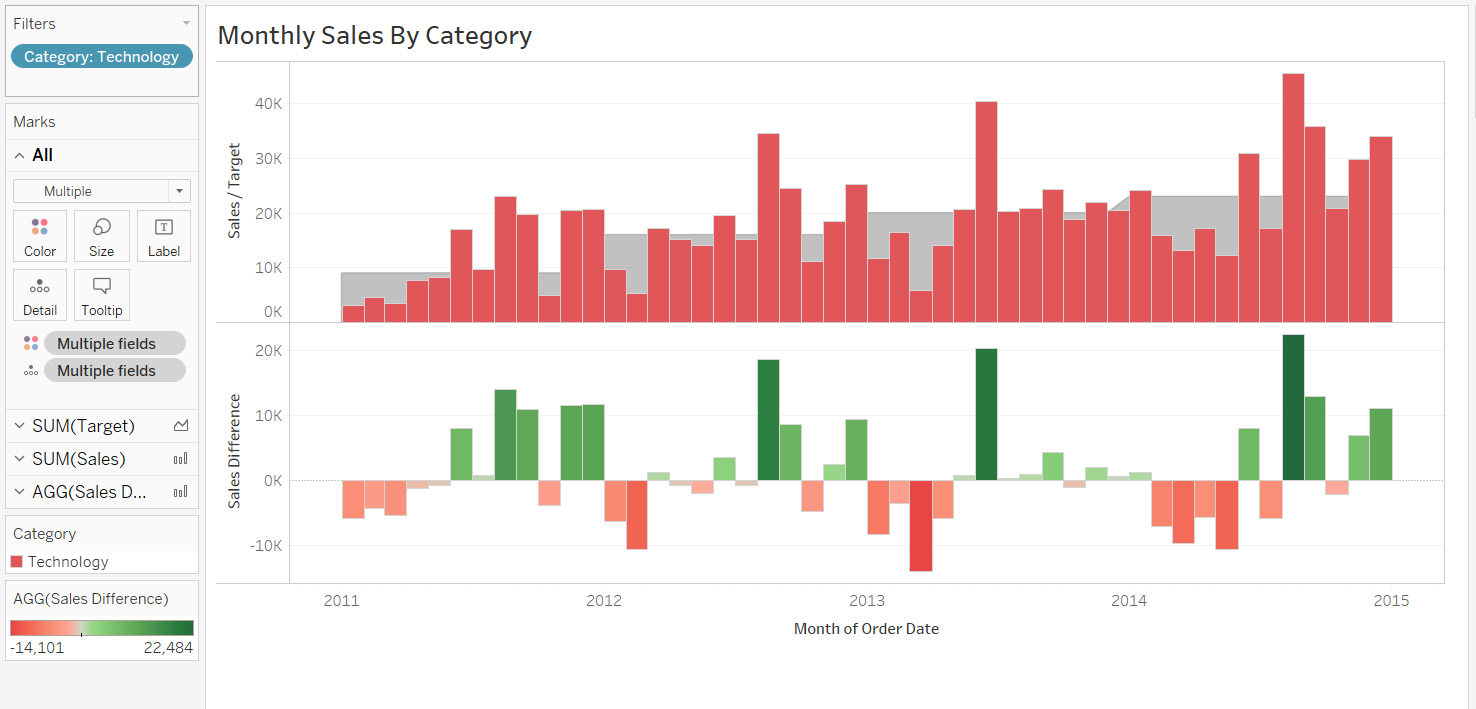 Filters
Category: Technology
Marks
All
Multiple
Color
Size
T
Label
Detail
Tooltip
Multiple fields
Multiple fields
SUM(Target)
SUM(Sales)
AGG(Sales D...
Category
Technology
AGG(Sales Difference)
-14,101 22,484
Monthly Sales By Category
Sales / Target
40K
30K
20K
10K
0K
Sales Difference
20K
10K
0K
-10K
2011 2012 2013 2014 2015
Month of Order Date